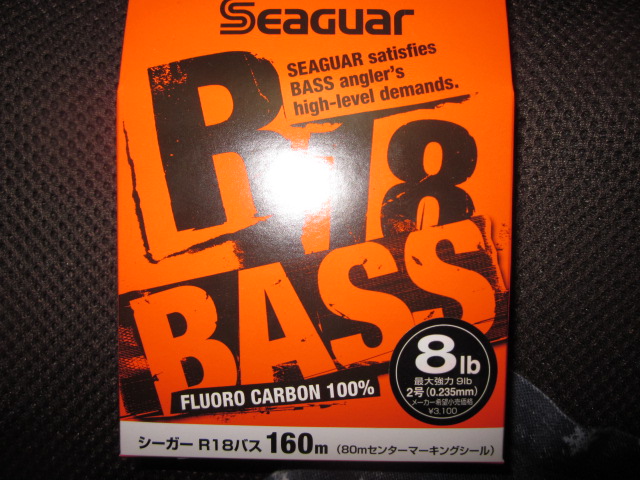 SEAGUAR
SEAGUAR satisfies
BASS angler's
high-level demands.
R18
BASS
FLUORO CARBON 100%
8lb
最大強力 9lb
2号(0.235mm)
メーカー希望小売価格
¥3,100
シーガー R18バス 160m (80mセンターマーキングシール)